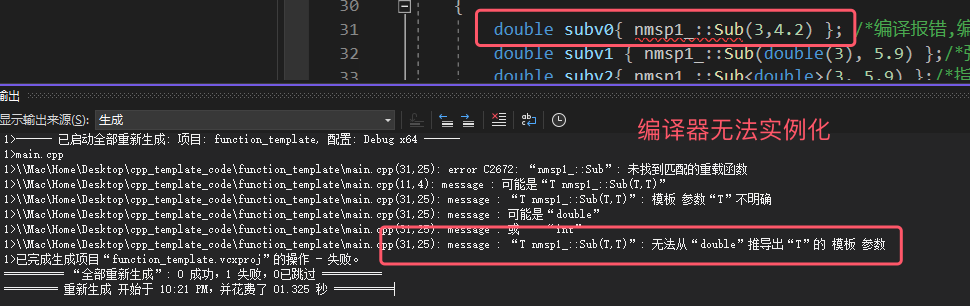 30 {
31 double subv0{ nmsp1_::Sub(3,4.2) }; /*编译报错,编
32 double subv1 { nmsp1_::Sub(double(3), 5.9) };/*强
33 double subv2{ nmsp1_::Sub<double>(3, 5.9) };/*指
输出
显示输出来源(S): 生成
编译器无法实例化
1>------ 已启动全部重新生成: 项目: function_template, 配置: Debug x64 ------
1>main.cpp
1>\\Mac\Home\Desktop\cpp_template_code\function_template\main.cpp(31,25): error C2672: “nmsp1_::Sub”: 未找到匹配的重载函数
1>\\Mac\Home\Desktop\cpp_template_code\function_template\main.cpp(11,4): message : 可能是“T nmsp1_::Sub(T,T)”
1>\\Mac\Home\Desktop\cpp_template_code\function_template\main.cpp(31,25): message : “T nmsp1_::Sub(T,T)”: 模板 参数“T”不明确
1>\\Mac\Home\Desktop\cpp_template_code\function_template\main.cpp(31,25): message : 可能是“double”
1>\\Mac\Home\Desktop\cpp_template_code\function_template\main.cpp(31,25): message : 或 “int”
1>\\Mac\Home\Desktop\cpp_template_code\function_template\main.cpp(31,25): message : “T nmsp1_::Sub(T,T)”: 无法从“double”推导出“T”的 模板 参数
1>已完成生成项目“function_template.vcxproj”的操作 - 失败。
========== “全部重新生成”: 0 成功，1 失败，0已跳过 ==========
========== 重新生成 开始于 10:21 PM，并花费了 01.325 秒 ==========